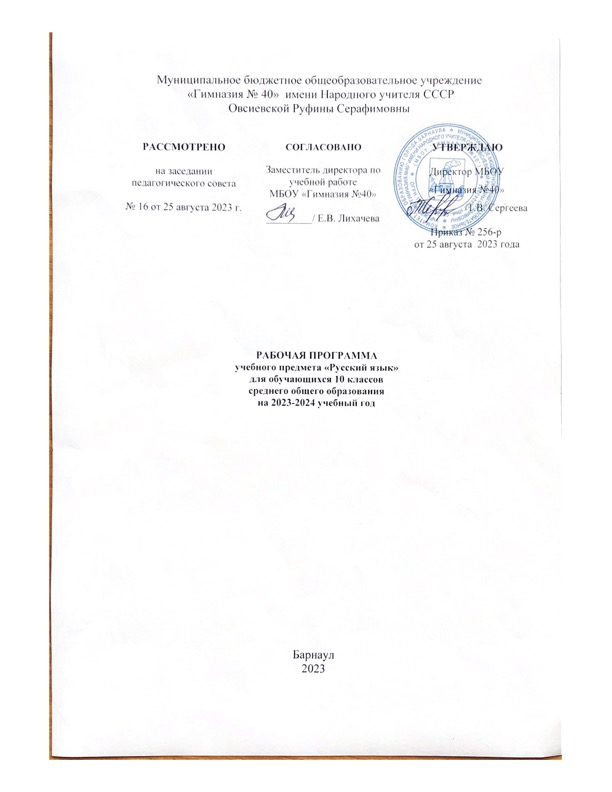 Муниципальное бюджетное общеобразовательное учреждение
«Гимназия № 40» имени Народного учителя СССР
Овсиевской Руфины Серафимовны
РАССМОТРЕНО
на заседании
педагогического совета
№ 16 от 25 августа 2023 г.
СОГЛАСОВАНО
Заместитель директора по
учебной работе
МБОУ «Гимназия №40»
/ Е.В. Лихачева
УТВЕРЖДАЮ
Директор МБОУ
«Гимназия №40»
Сергеева
Приказ № 256-р
от 25 августа 2023 года
РАБОЧАЯ ПРОГРАММА
учебного предмета «Русский язык»
для обучающихся 10 классов
среднего общего образования
на 2023-2024 учебный год
Барнаул
2023